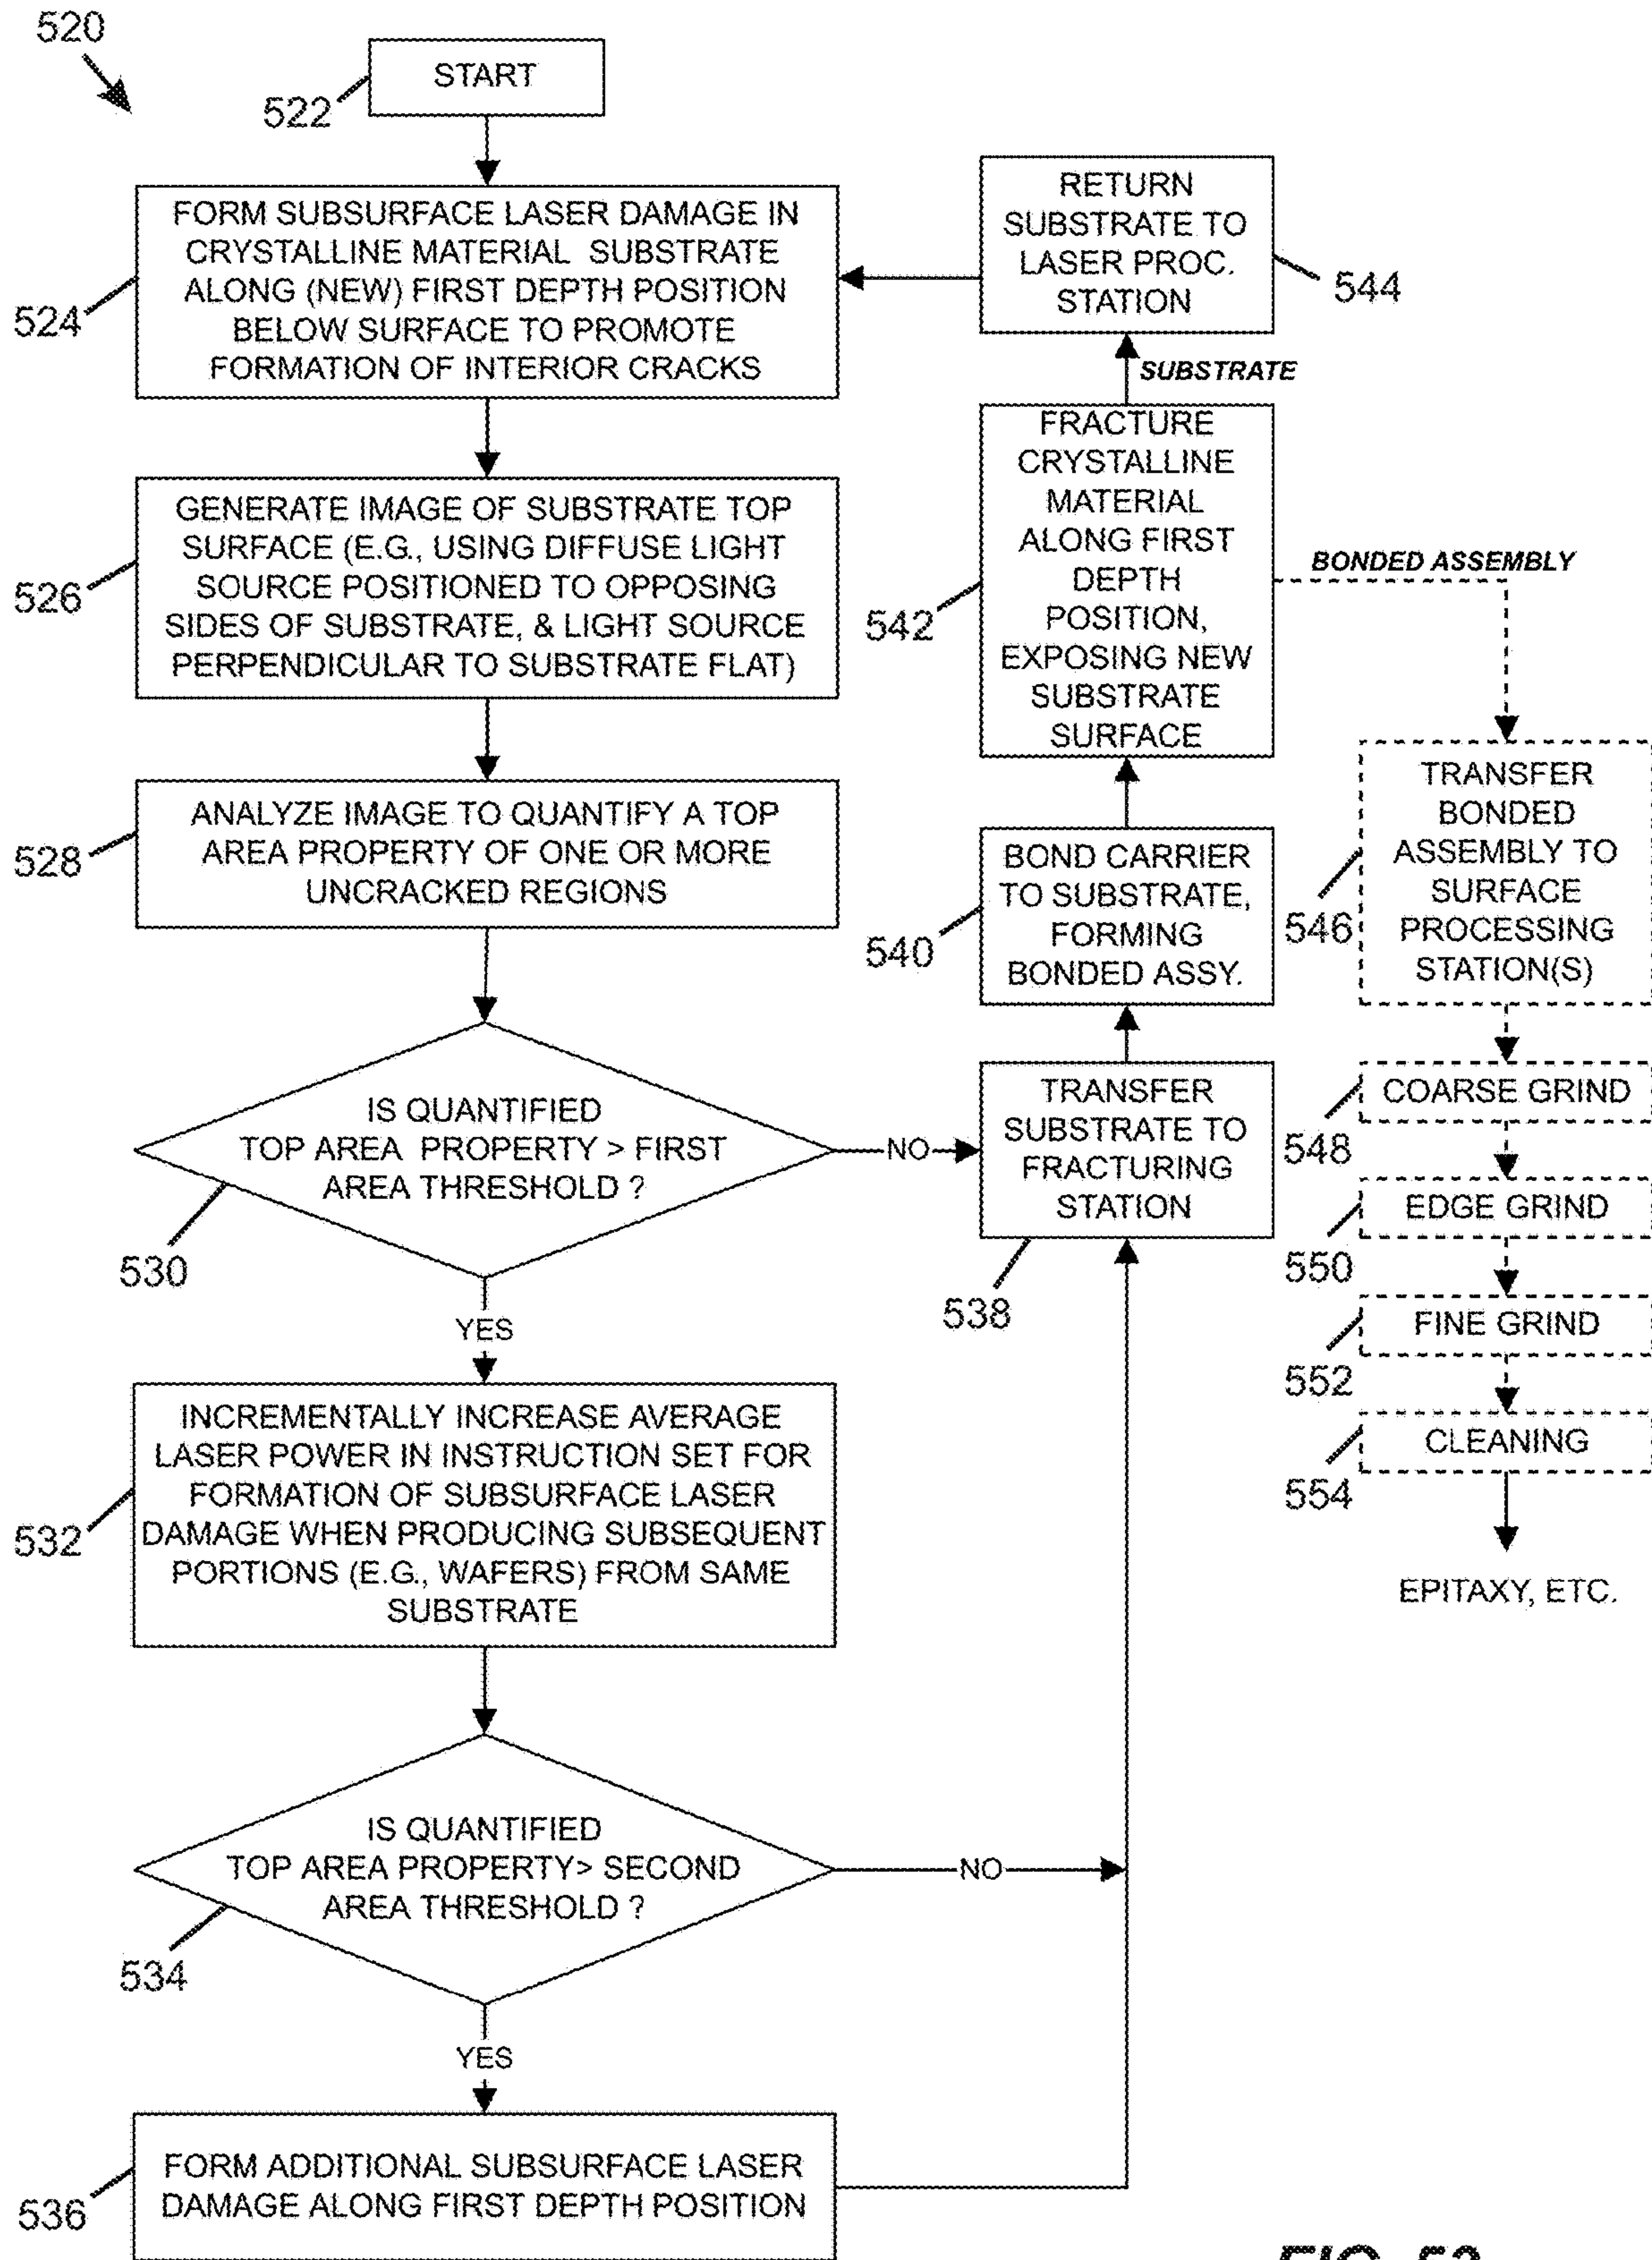 520
START
522
FORM SUBSURFACE LASER DAMAGE IN
CRYSTALLINE MATERIAL SUBSTRATE
ALONG (NEW) FIRST DEPTH POSITION
BELOW SURFACE TO PROMOTE
FORMATION OF INTERIOR CRACKS
524
GENERATE IMAGE OF SUBSTRATE TOP
SURFACE (E.G., USING DIFFUSE LIGHT
SOURCE POSITIONED TO OPPOSING
SIDES OF SUBSTRATE, & LIGHT SOURCE
PERPENDICULAR TO SUBSTRATE FLAT)
526
ANALYZE IMAGE TO QUANTIFY A TOP
AREA PROPERTY OF ONE OR MORE
UNCRACKED REGIONS
528
IS QUANTIFIED
TOP AREA PROPERTY > FIRST
AREA THRESHOLD ?
530
NO
YES
INCREMENTALLY INCREASE AVERAGE
LASER POWER IN INSTRUCTION SET FOR
FORMATION OF SUBSURFACE LASER
DAMAGE WHEN PRODUCING SUBSEQUENT
PORTIONS (E.G., WAFERS) FROM SAME
SUBSTRATE
532
IS QUANTIFIED
TOP AREA PROPERTY> SECOND
AREA THRESHOLD ?
534
NO
YES
FORM ADDITIONAL SUBSURFACE LASER
DAMAGE ALONG FIRST DEPTH POSITION
536
RETURN
SUBSTRATE TO
LASER PROC.
STATION
544
SUBSTRATE
FRACTURE
CRYSTALLINE
MATERIAL
ALONG FIRST
DEPTH
POSITION,
EXPOSING NEW
SUBSTRATE
SURFACE
542
BOND CARRIER
TO SUBSTRATE,
FORMING
BONDED ASSY.
540
TRANSFER
SUBSTRATE TO
FRACTURING
STATION
538
BONDED ASSEMBLY
TRANSFER
BONDED
ASSEMBLY TO
SURFACE
PROCESSING
STATION(S)
546
COARSE GRIND
548
EDGE GRIND
550
FINE GRIND
552
CLEANING
554
EPITAXY, ETC.
FIG. 53